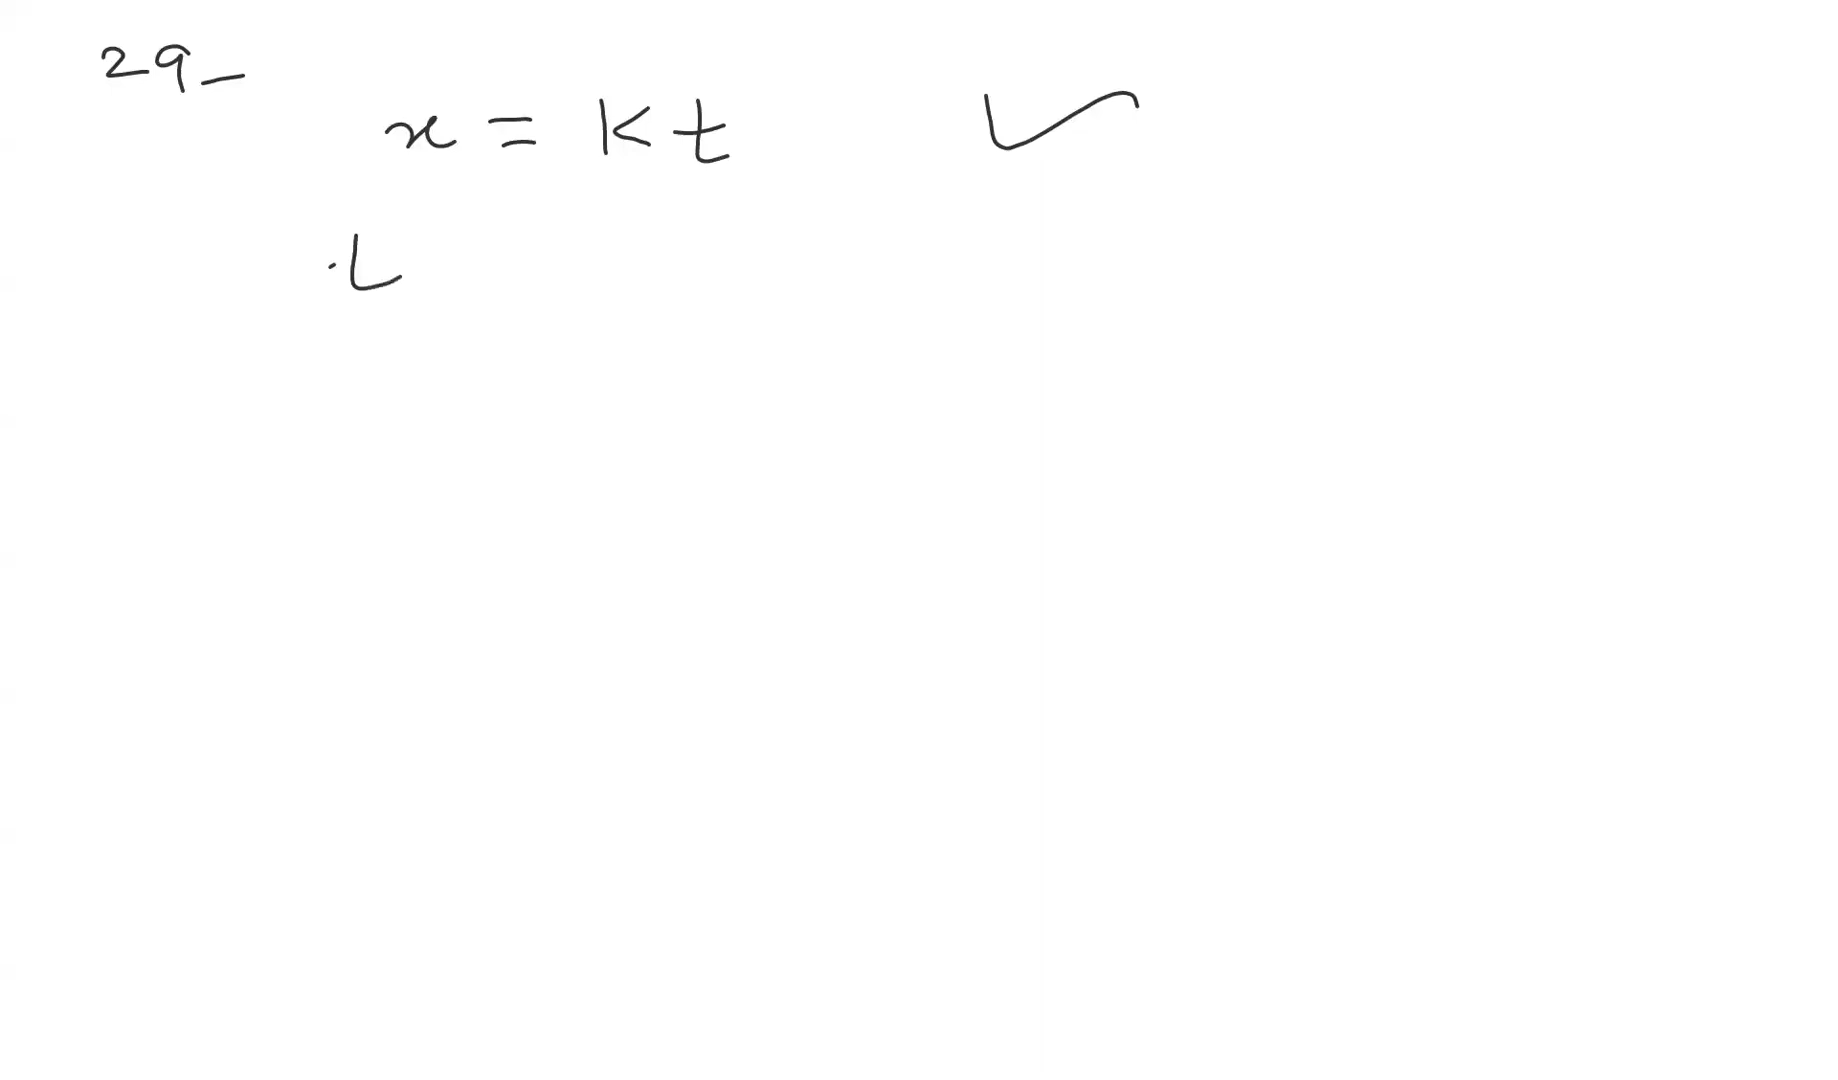 29_
x = kt
.L